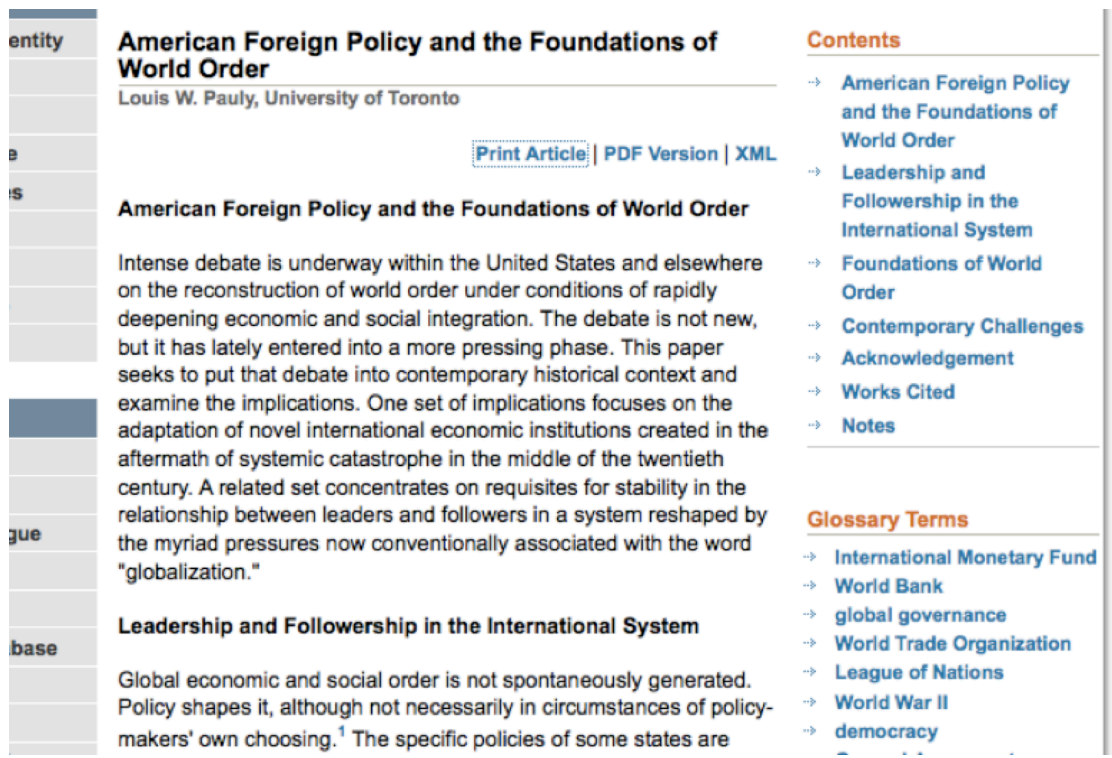 entity
e
s
gue
base
American Foreign Policy and the Foundations of
World Order
Louis W. Pauly, University of Toronto
Print Article | PDF Version | XML
American Foreign Policy and the Foundations of World Order
Intense debate is underway within the United States and elsewhere
on the reconstruction of world order under conditions of rapidly
deepening economic and social integration. The debate is not new,
but it has lately entered into a more pressing phase. This paper
seeks to put that debate into contemporary historical context and
examine the implications. One set of implications focuses on the
adaptation of novel international economic institutions created in the
aftermath of systemic catastrophe in the middle of the twentieth
century. A related set concentrates on requisites for stability in the
relationship between leaders and followers in a system reshaped by
the myriad pressures now conventionally associated with the word
"globalization."
Leadership and Followership in the International System
Global economic and social order is not spontaneously generated.
Policy shapes it, although not necessarily in circumstances of policy-
makers' own choosing.1 The specific policies of some states are
Contents
American Foreign Policy
and the Foundations of
World Order
Leadership and
Followership in the
International System
Foundations of World
Order
Contemporary Challenges
Acknowledgement
Works Cited
Notes
Glossary Terms
International Monetary Fund
World Bank
global governance
World Trade Organization
League of Nations
World War II
democracy